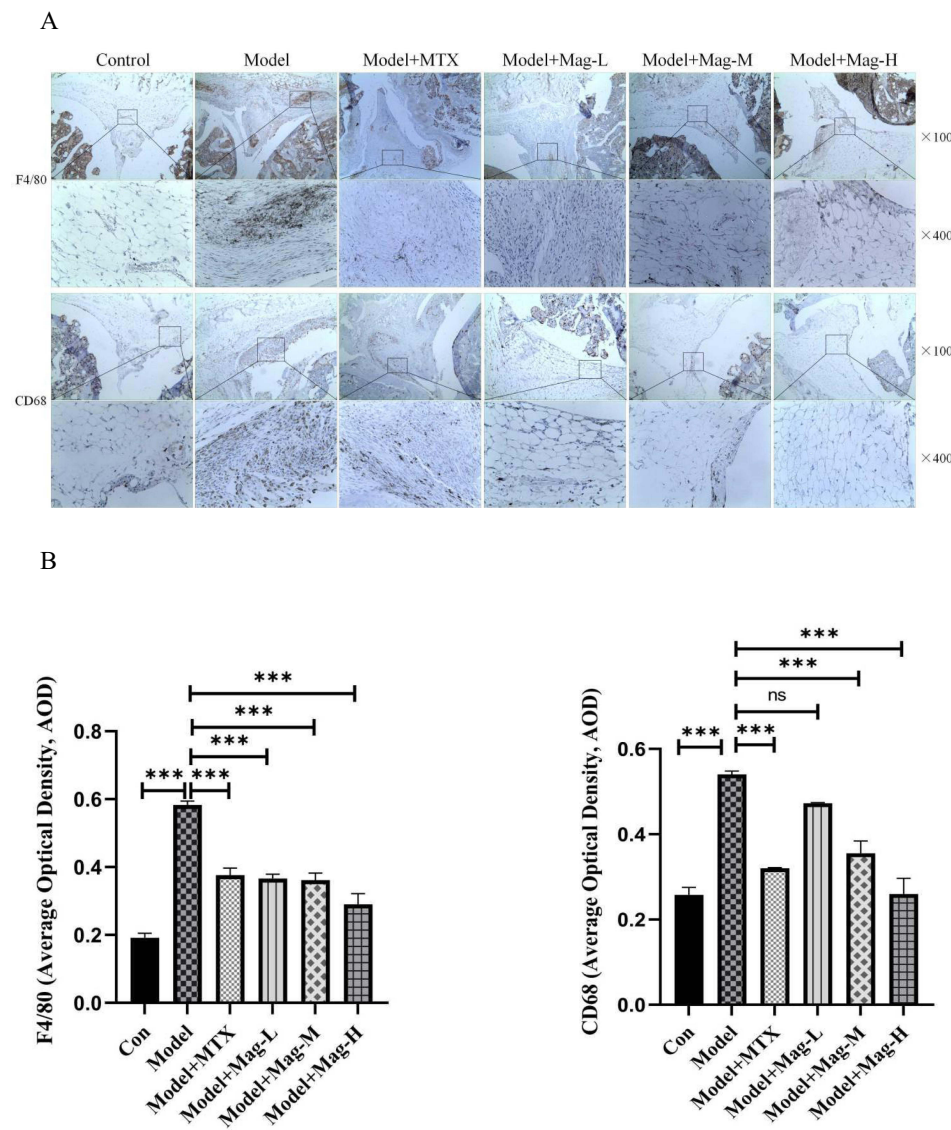 A
Control Model Model+MTX Model+Mag-L Model+Mag-M Model+Mag-H
F4/80
×100
×400
CD68
×100
×400
B
F4/80 (Average Optical Density, AOD)
0.8
0.6
0.4
0.2
0.0
*** *** *** *** ***
Con
Model
Model+MTX
Model+Mag-L
Model+Mag-M
Model+Mag-H
CD68 (Average Optical Density, AOD)
0.6
0.4
0.2
0.0
***
***
ns
*** ***
Con
Model
Model+MTX
Model+Mag-L
Model+Mag-M
Model+Mag-H